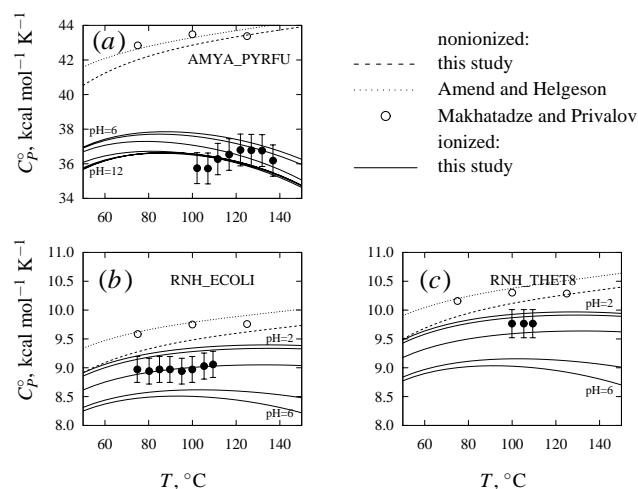 44
42
40
38
36
34
C°P, kcal mol−1 K−1
(a)
AMYA_PYRFU
pH=6
pH=12
60 80 100 120 140
nonionized:
this study
Amend and Helgeson
Makhatadze and Privalov
ionized:
this study
11.0
10.5
10.0
9.5
9.0
8.5
8.0
C°P, kcal mol−1 K−1
(b)
RNH_ECOLI
pH=2
pH=6
60 80 100 120 140
T, °C
11.0
10.5
10.0
9.5
9.0
8.5
8.0
(c)
RNH_THET8
pH=2
pH=6
60 80 100 120 140
T, °C